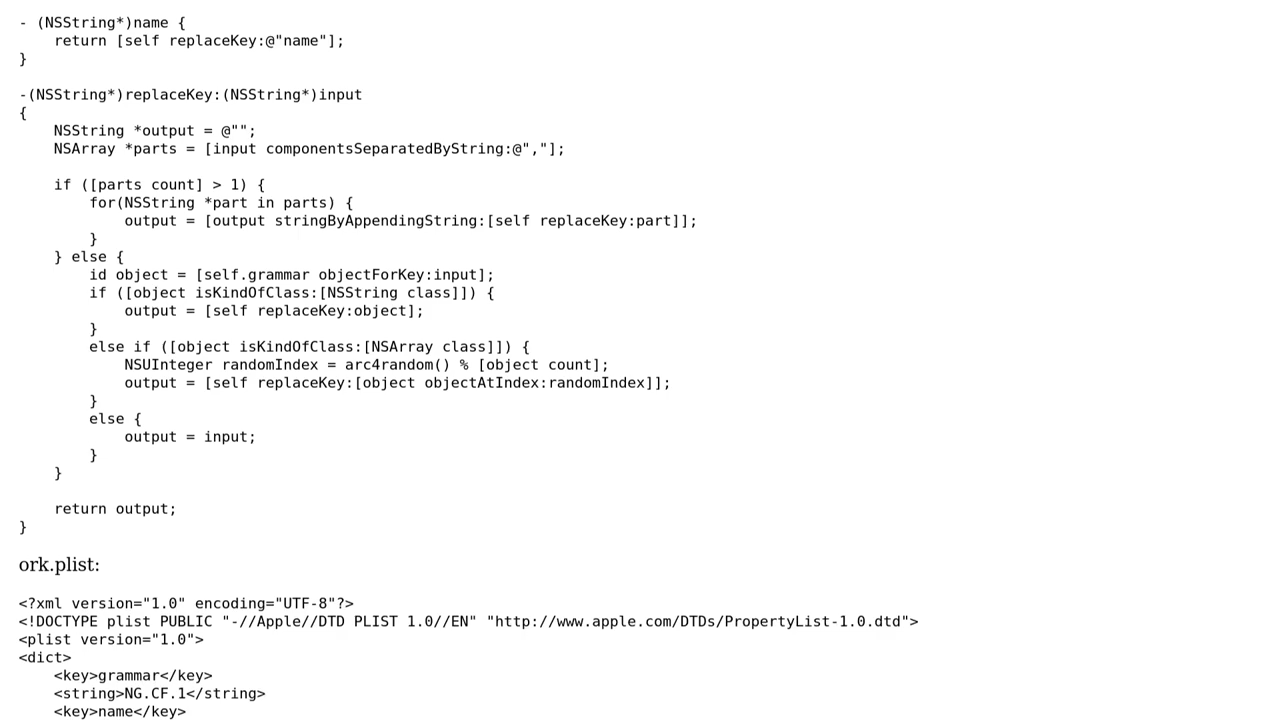 - (NSString*)name {
    return [self replaceKey:@"name"];
}
-(NSString*)replaceKey:(NSString*)input
{
    NSString *output = @"";
    NSArray *parts = [input componentsSeparatedByString:@","];
    if ([parts count] > 1) {
        for(NSString *part in parts) {
            output = [output stringByAppendingString:[self replaceKey:part]];
        }
    } else {
        id object = [self.grammar objectForKey:input];
        if ([object isKindOfClass:[NSString class]]) {
            output = [self replaceKey:object];
        }
        else if ([object isKindOfClass:[NSArray class]]) {
            NSUInteger randomIndex = arc4random() % [object count];
            output = [self replaceKey:[object objectAtIndex:randomIndex]];
        }
        else {
            output = input;
        }
    }
    return output;
}
ork.plist:
<?xml version="1.0" encoding="UTF-8"?>
<!DOCTYPE plist PUBLIC "-//Apple//DTD PLIST 1.0//EN" "http://www.apple.com/DTDs/PropertyList-1.0.dtd">
<plist version="1.0">
<dict>
    <key>grammar</key>
    <string>NG.CF.1</string>
    <key>name</key>